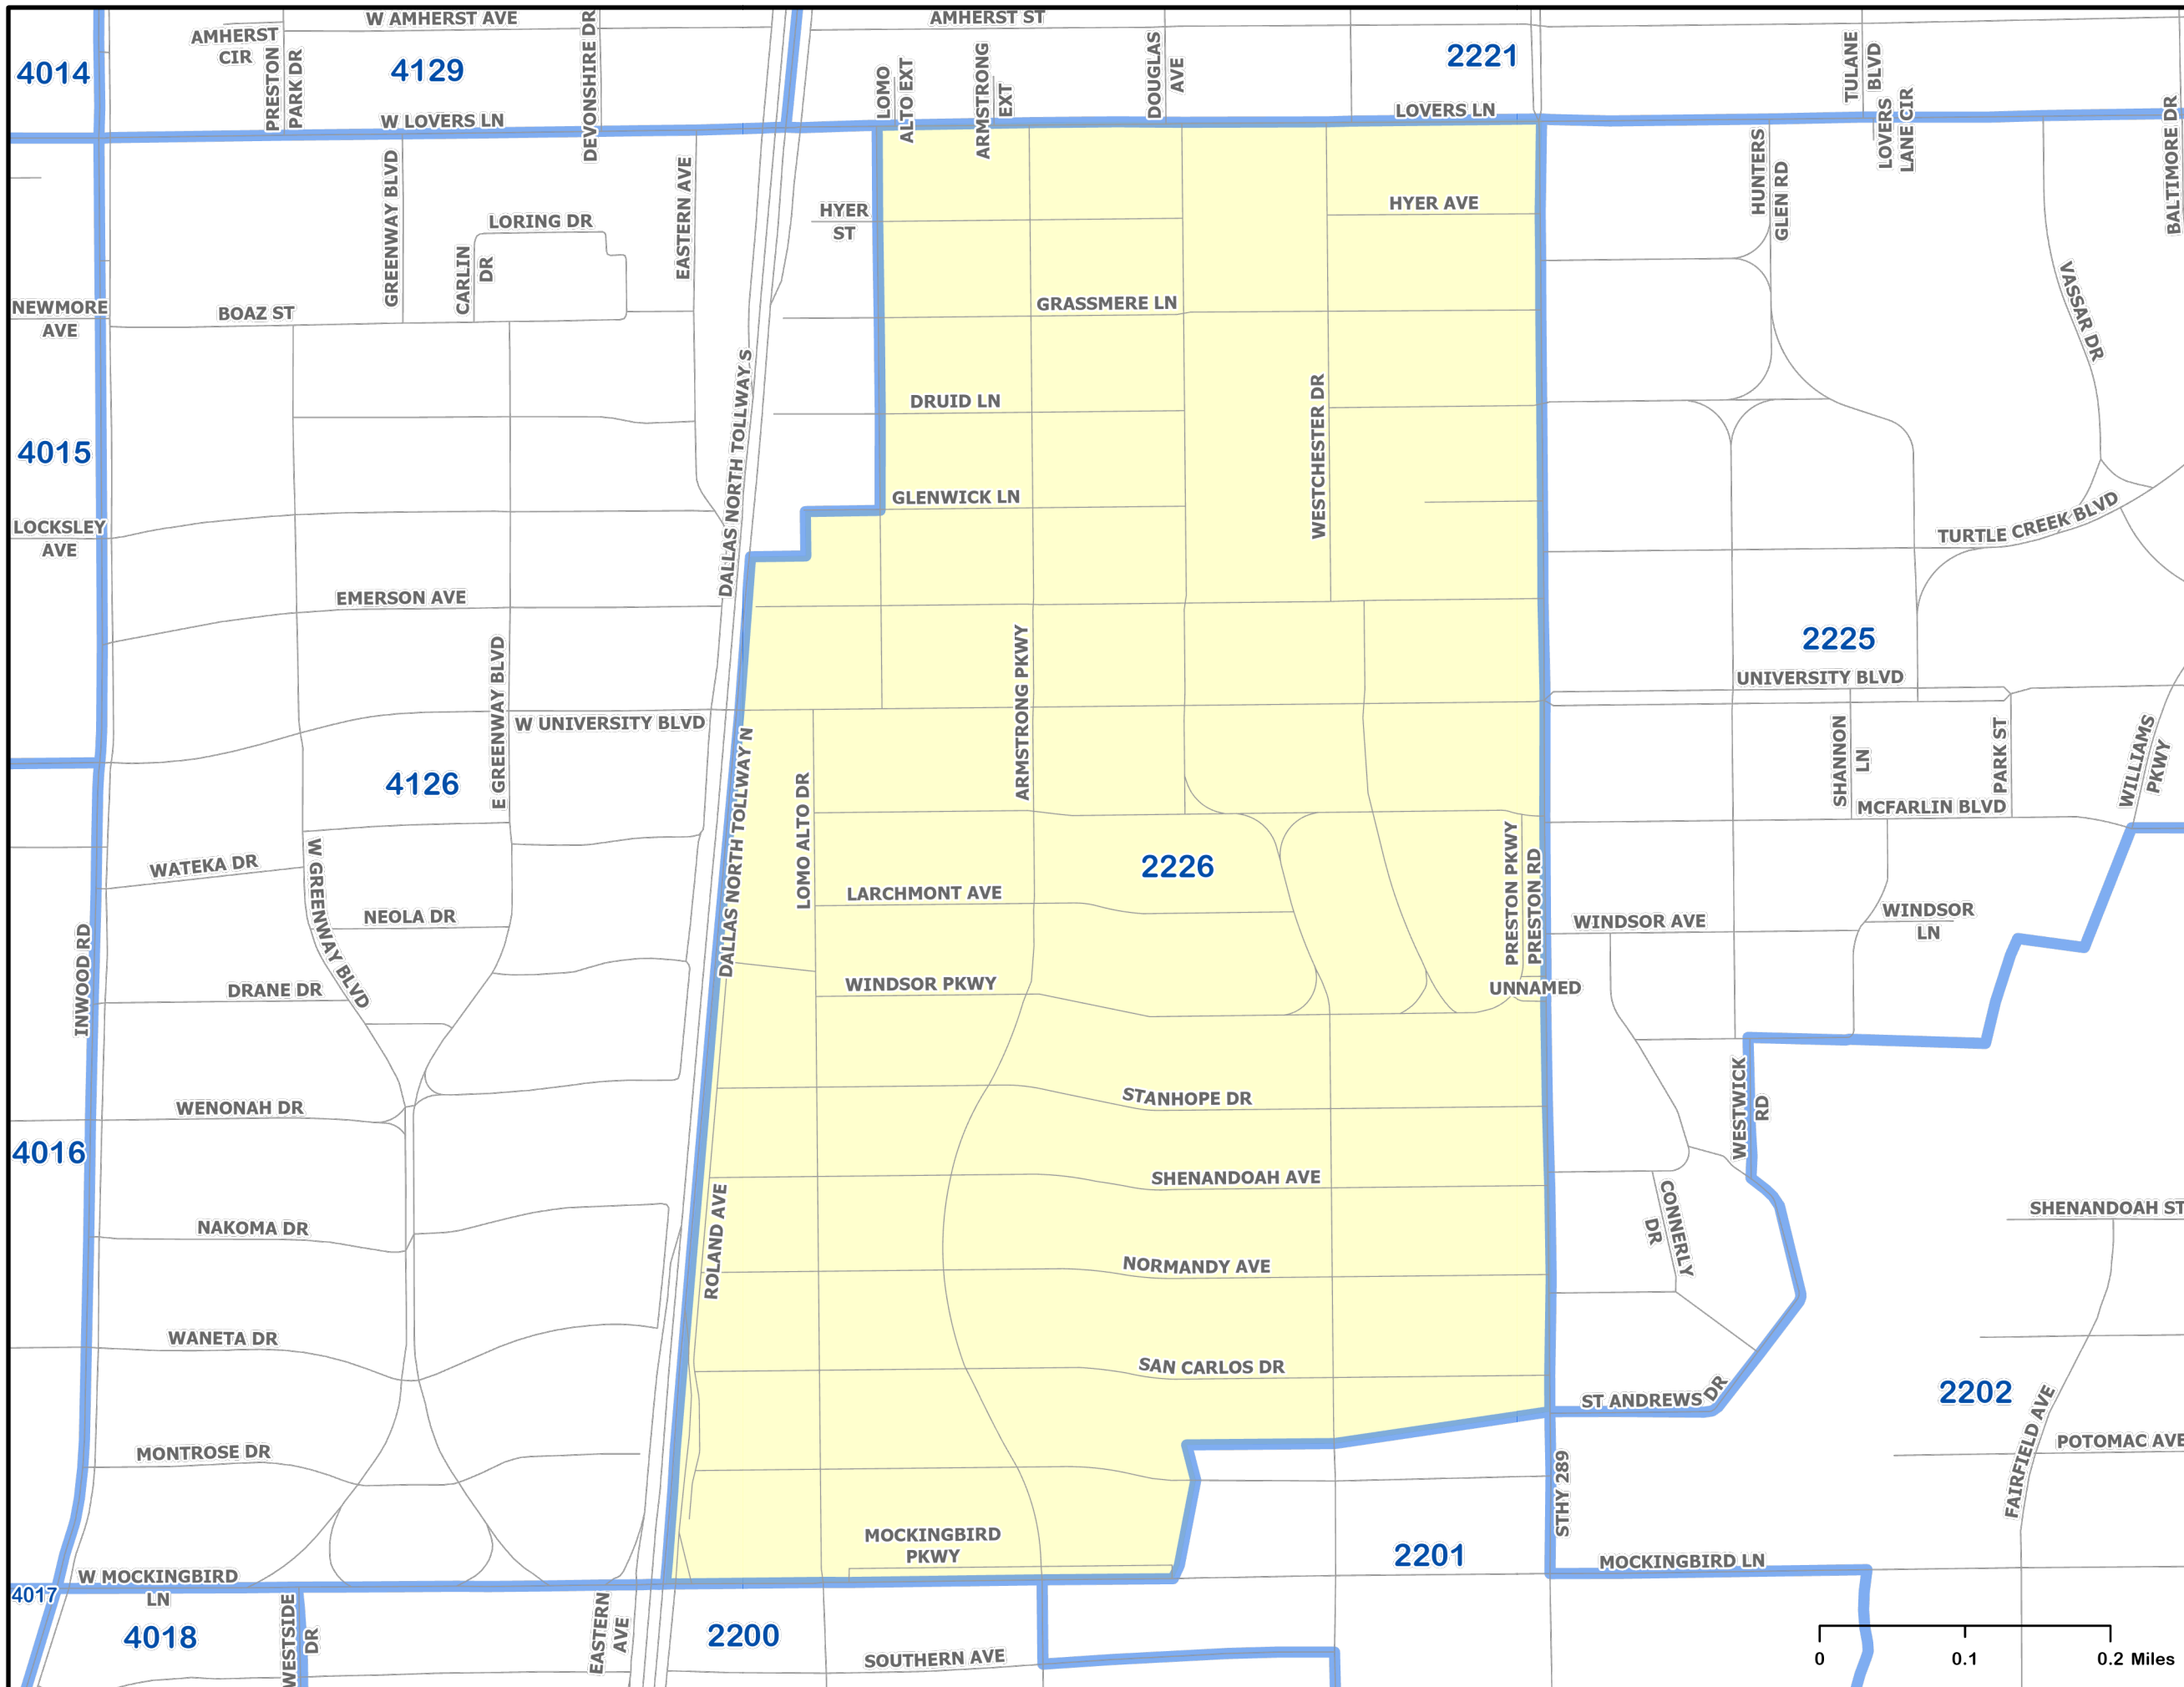 W AMHERST AVE
AMHERST ST
AMHERST
CIR
PRESTON
PARK DR
DEVONSHIRE DR
4014
4129
2221
LOMO
ALTO EXT
ARMSTRONG
EXT
DOUGLAS
AVE
TULANE
BLVD
LOVERS
LANE CIR
BALTIMORE DR
W LOVERS LN
LOVERS LN
GREENWAY BLVD
CARLIN
DR
LORING DR
EASTERN AVE
HYER
ST
HYER AVE
HUNTERS
GLEN RD
VASSAR DR
NEWMORE
AVE
BOAZ ST
GRASSMERE LN
DALLAS NORTH TOLLWAY S
DRUID LN
WESTCHESTER DR
4015
GLENWICK LN
LOCKSLEY
AVE
TURTLE CREEK BLVD
EMERSON AVE
2225
E GREENWAY BLVD
ARMSTRONG PKWY
UNIVERSITY BLVD
W UNIVERSITY BLVD
DALLAS NORTH TOLLWAY N
SHANNON
LN
PARK ST
WILLIAMS
PKWY
4126
LOMO ALTO DR
MCFARLIN BLVD
W GREENWAY BLVD
WATEKA DR
2226
PRESTON PKWY
PRESTON RD
LARCHMONT AVE
NEOLA DR
WINDSOR AVE
WINDSOR
LN
INWOOD RD
DRANE DR
WINDSOR PKWY
UNNAMED
WESTWICK
RD
WENONAH DR
STANHOPE DR
4016
SHENANDOAH AVE
ROLAND AVE
CONNERLY
DR
SHENANDOAH ST
NAKOMA DR
NORMANDY AVE
WANETA DR
SAN CARLOS DR
ST ANDREWS DR
2202
FAIRFIELD AVE
MONTROSE DR
POTOMAC AVE
STHY 289
MOCKINGBIRD
PKWY
2201
MOCKINGBIRD LN
W MOCKINGBIRD
LN
4017
4018
WESTSIDE
DR
EASTERN
AVE
2200
SOUTHERN AVE
0 0.1 0.2 Miles